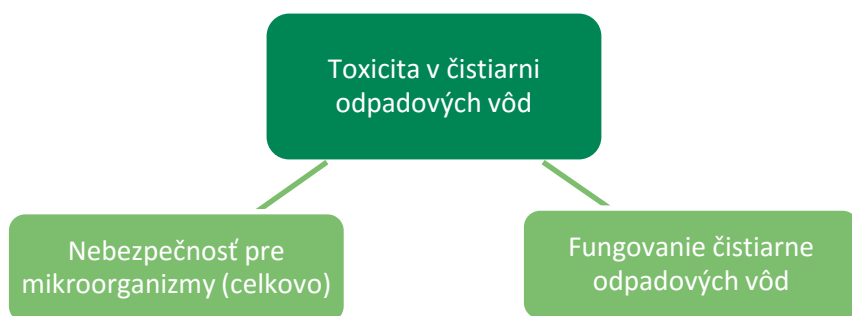 Toxicita v čistiarni
odpadových vôd
Nebezpečnosť pre
mikroorganizmy (celkovo)
Fungovanie čistiarne
odpadových vôd